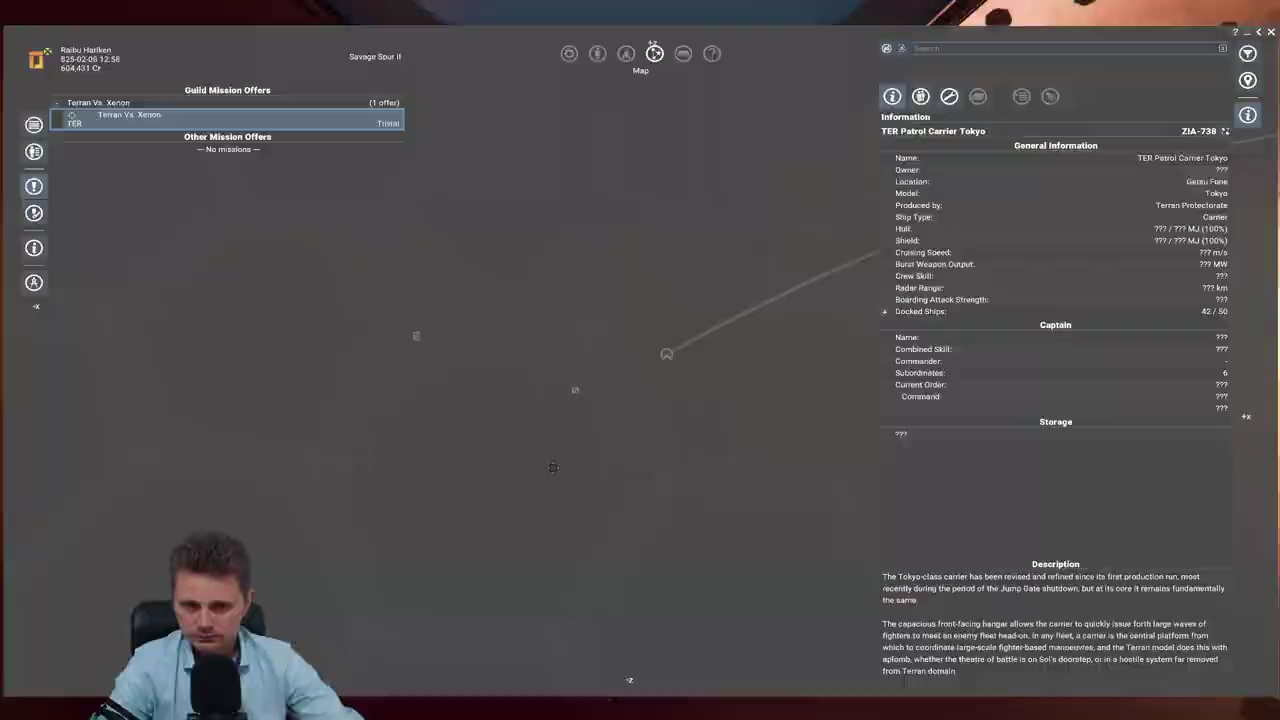 Raibu Hariken
825-02-06 12:58
604,431 Cr
Savage Spur II
Map
Search
Guild Mission Offers
- Terran Vs. Xenon (1 offer)
Terran Vs. Xenon
TER Trivial
Other Mission Offers
— No missions —
Information
TER Patrol Carrier Tokyo ZIA-738
General Information
Name: TER Patrol Carrier Tokyo
Owner: ???
Location: Getsu Fune
Model: Tokyo
Produced by: Terran Protectorate
Ship Type: Carrier
Hull: ??? / ??? MJ (100%)
Shield: ??? / ??? MJ (100%)
Cruising Speed: ??? m/s
Burst Weapon Output: ??? MW
Crew Skill: ???
Radar Range: ??? km
Boarding Attack Strength: ???
+ Docked Ships: 42 / 50
Captain
Name: ???
Combined Skill: ???
Commander: -
Subordinates: 6
Current Order: ???
Command: ???
???
Storage
???
Description
The Tokyo-class carrier has been revised and refined since its first production run, most
recently during the period of the Jump Gate shutdown, but at its core it remains fundamentally
the same.
The capacious front-facing hangar allows the carrier to quickly issue forth large waves of
fighters to meet an enemy fleet head-on. In any fleet, a carrier is the central platform from
which to coordinate large-scale fighter-based manoeuvres, and the Terran model does this with
aplomb, whether the theatre of battle is on Sol's doorstep, or in a hostile system far removed
from Terran domain.
-x
+x
-z